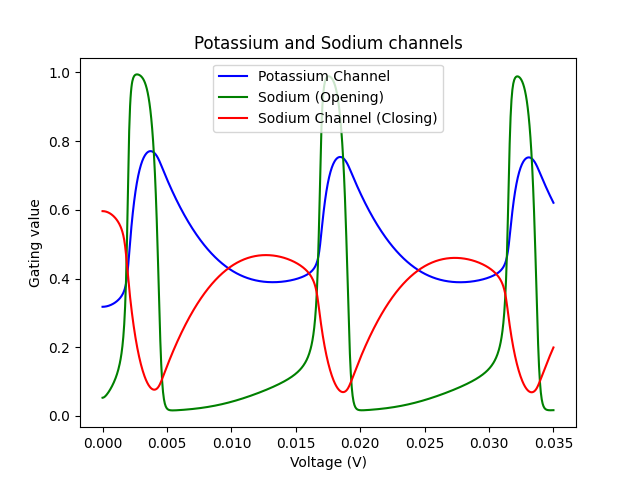 Potassium and Sodium channels
Potassium Channel
Sodium (Opening)
Sodium Channel (Closing)
Gating value
1.0
0.8
0.6
0.4
0.2
0.0
0.000 0.005 0.010 0.015 0.020 0.025 0.030 0.035
Voltage (V)